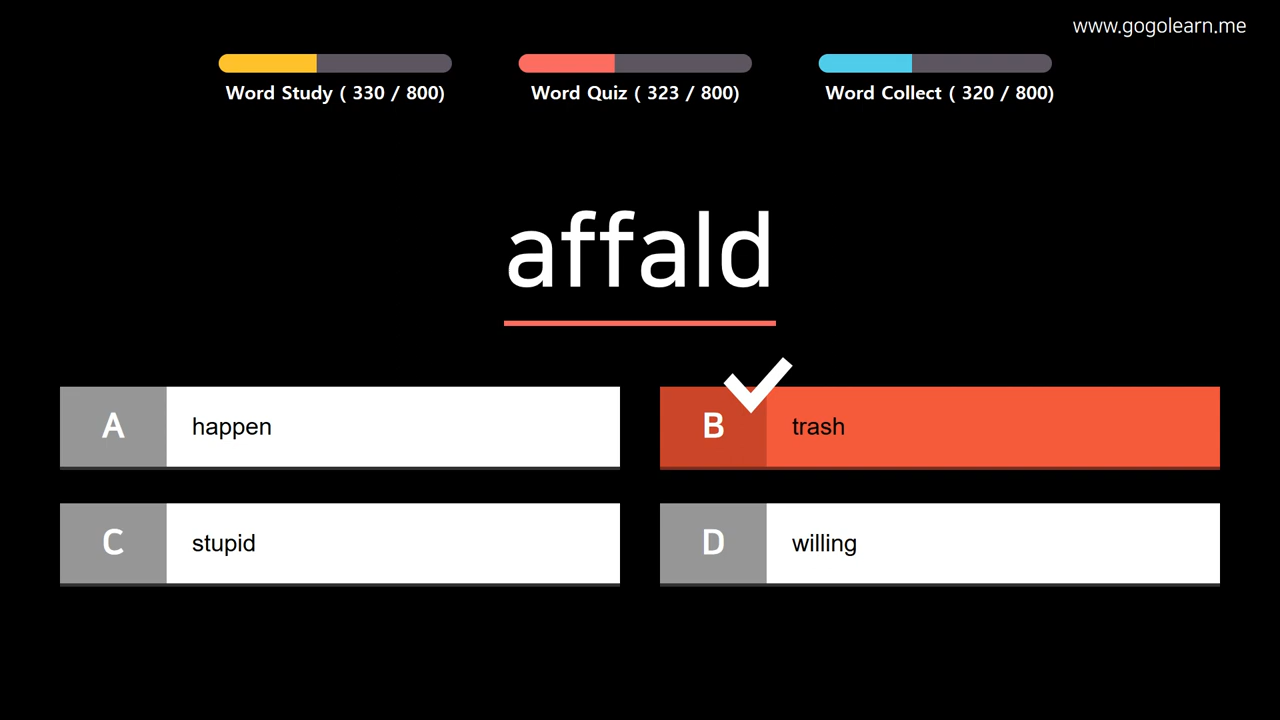 www.gogolearn.me
Word Study ( 330 / 800)
Word Quiz ( 323 / 800)
Word Collect ( 320 / 800)
affald
A happen
B trash
C stupid
D willing